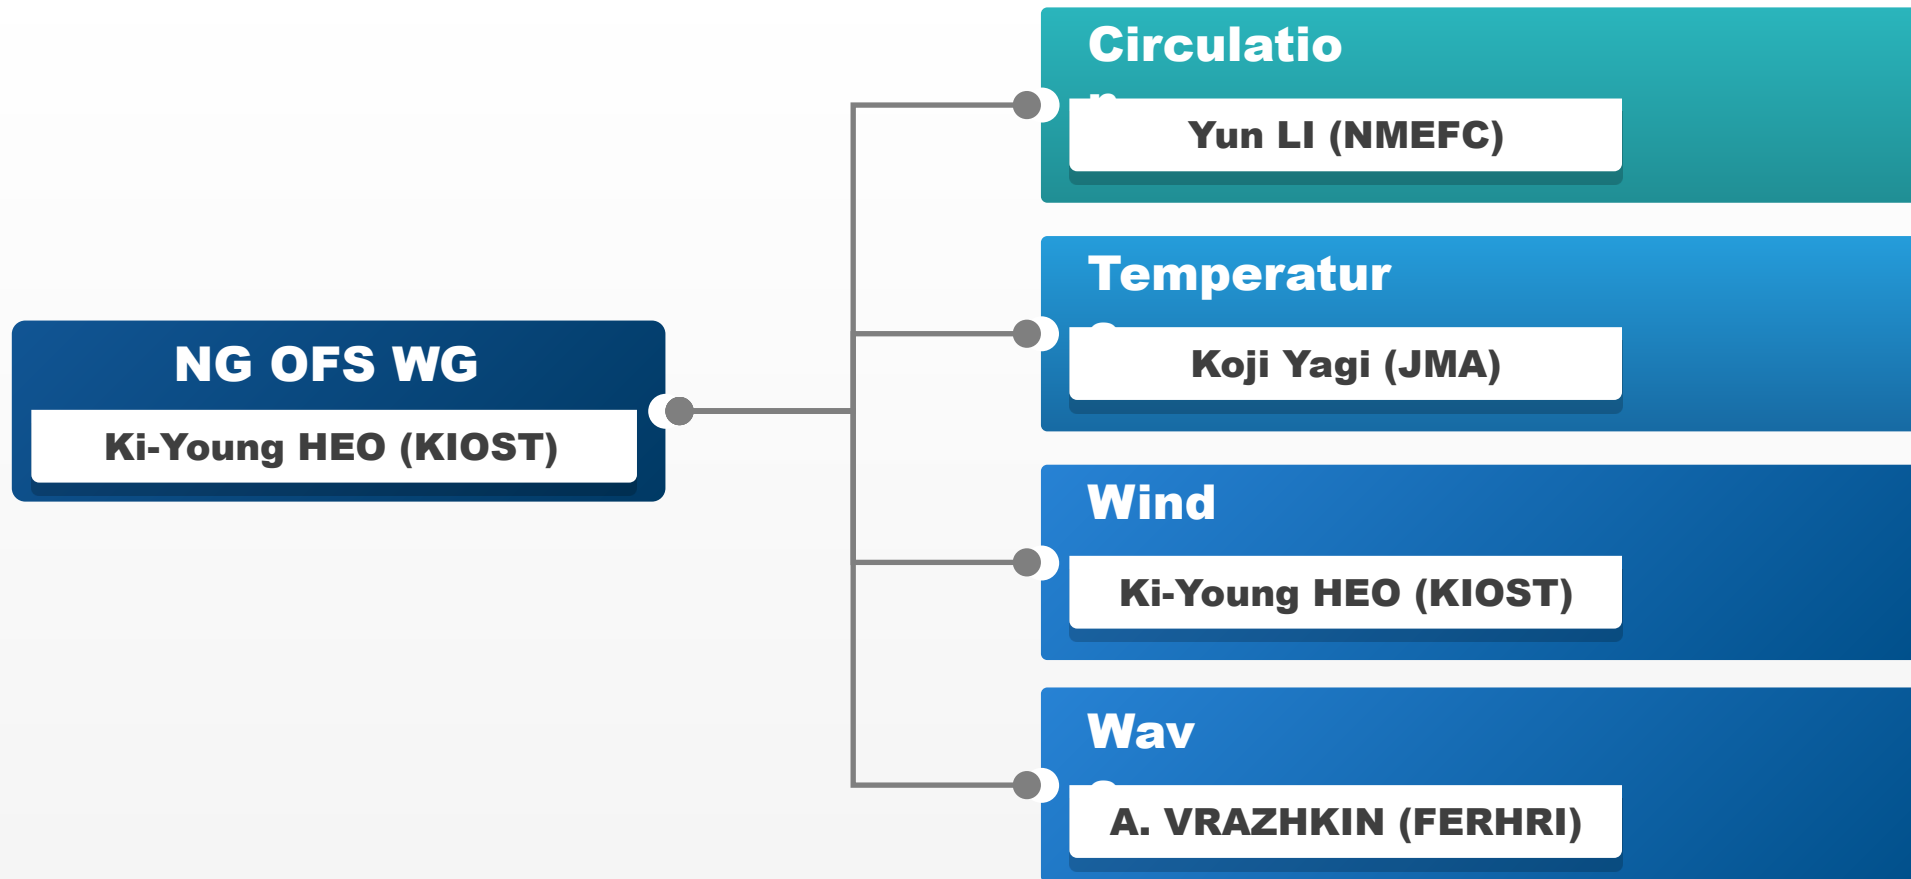 Circulatio
n
Yun LI (NMEFC)
Temperatur
e
Koji Yagi (JMA)
NG OFS WG
Ki-Young HEO (KIOST)
Wind
Ki-Young HEO (KIOST)
Wav
e
A. VRAZHKIN (FERHRI)